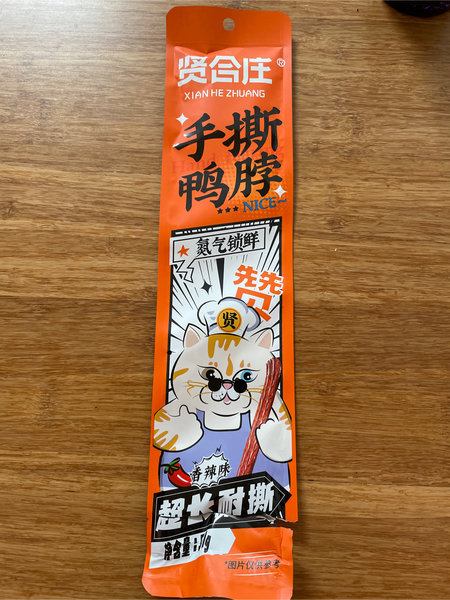 贤合庄®
XIAN HE ZHUANG
手撕
鸭脖
NICE~
氮气锁鲜
赞
贤
香辣味
超长耐撕
*图片仅供参考